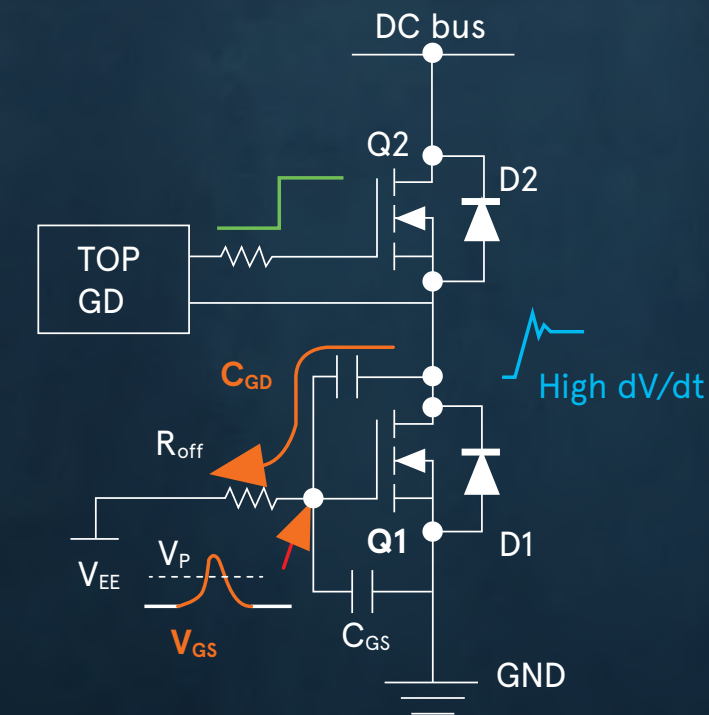 DC bus
Q2
D2
TOP
GD
CGD
High dV/dt
Roff
Q1
D1
VP
VEE
VGS
CGS
GND